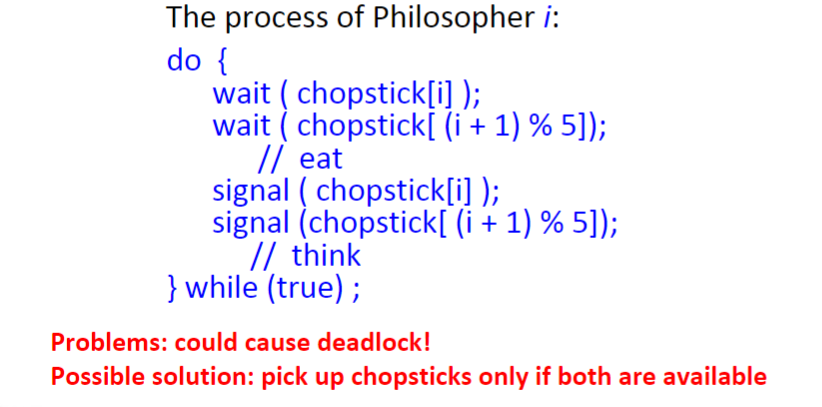 The process of Philosopher i:
do {
wait ( chopstick[i] );
wait ( chopstick[ (i + 1) % 5]);
// eat
signal ( chopstick[i] );
signal (chopstick[ (i + 1) % 5]);
// think
} while (true) ;
Problems: could cause deadlock!
Possible solution: pick up chopsticks only if both are available